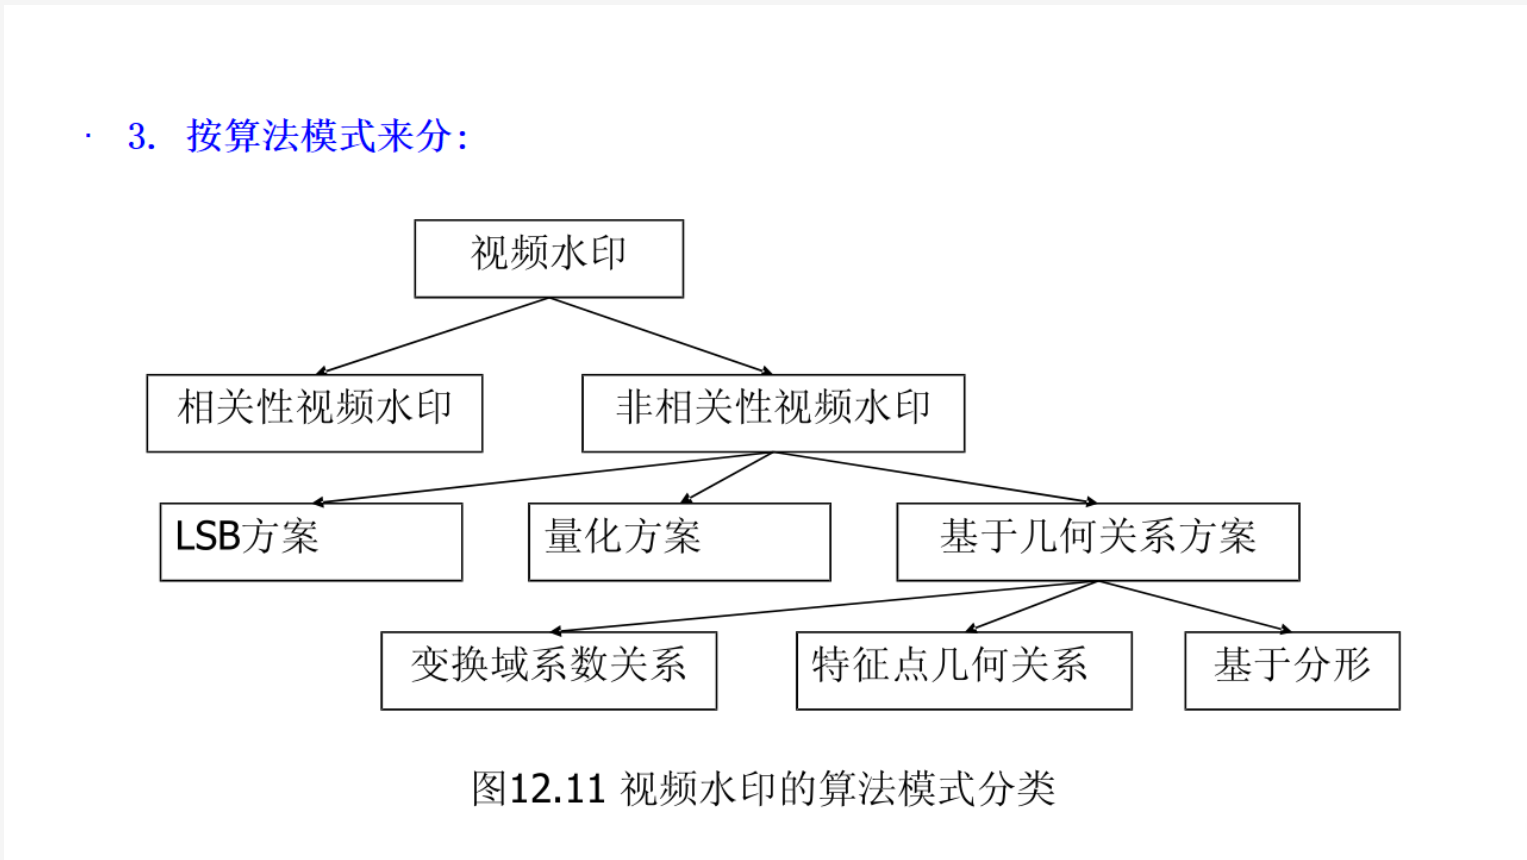 · 3. 按算法模式来分:
视频水印
相关性视频水印 非相关性视频水印
LSB方案 量化方案 基于几何关系方案
变换域系数关系 特征点几何关系 基于分形
图12.11 视频水印的算法模式分类